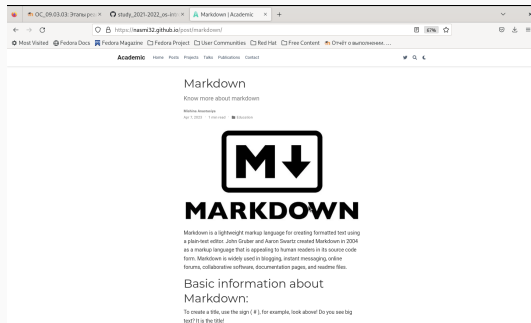 ОС_09.03.03: Этапы реа
study_2021-2022_os-intro
Markdown | Academic
https://nasmi32.github.io/post/markdown/
67%
Most Visited Fedora Docs Fedora Magazine Fedora Project User Communities Red Hat Free Content Отчёт о выполнении. …
Academic Home Posts Projects Talks Publications Contact
Markdown
Know more about markdown
1 min read Education
MARKDOWN
Markdown is a lightweight markup language for creating formatted text using
a plain-text editor. John Gruber and Aaron Swartz created Markdown in 2004
as a markup language that is appealing to human readers in its source code
form. Markdown is widely used in blogging, instant messaging, online
forums, collaborative software, documentation pages, and readme files.
Basic information about
Markdown:
To create a title, use the sign ( # ), for example, look above! Do you see big
text? It is the title!